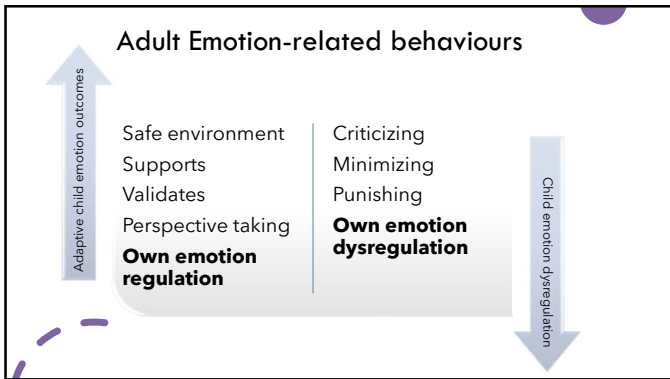 Adult Emotion-related behaviours
Adaptive child emotion outcomes
Safe environment
Supports
Validates
Perspective taking
Own emotion
regulation
Criticizing
Minimizing
Punishing
Own emotion
dysregulation
Child emotion dysregulation